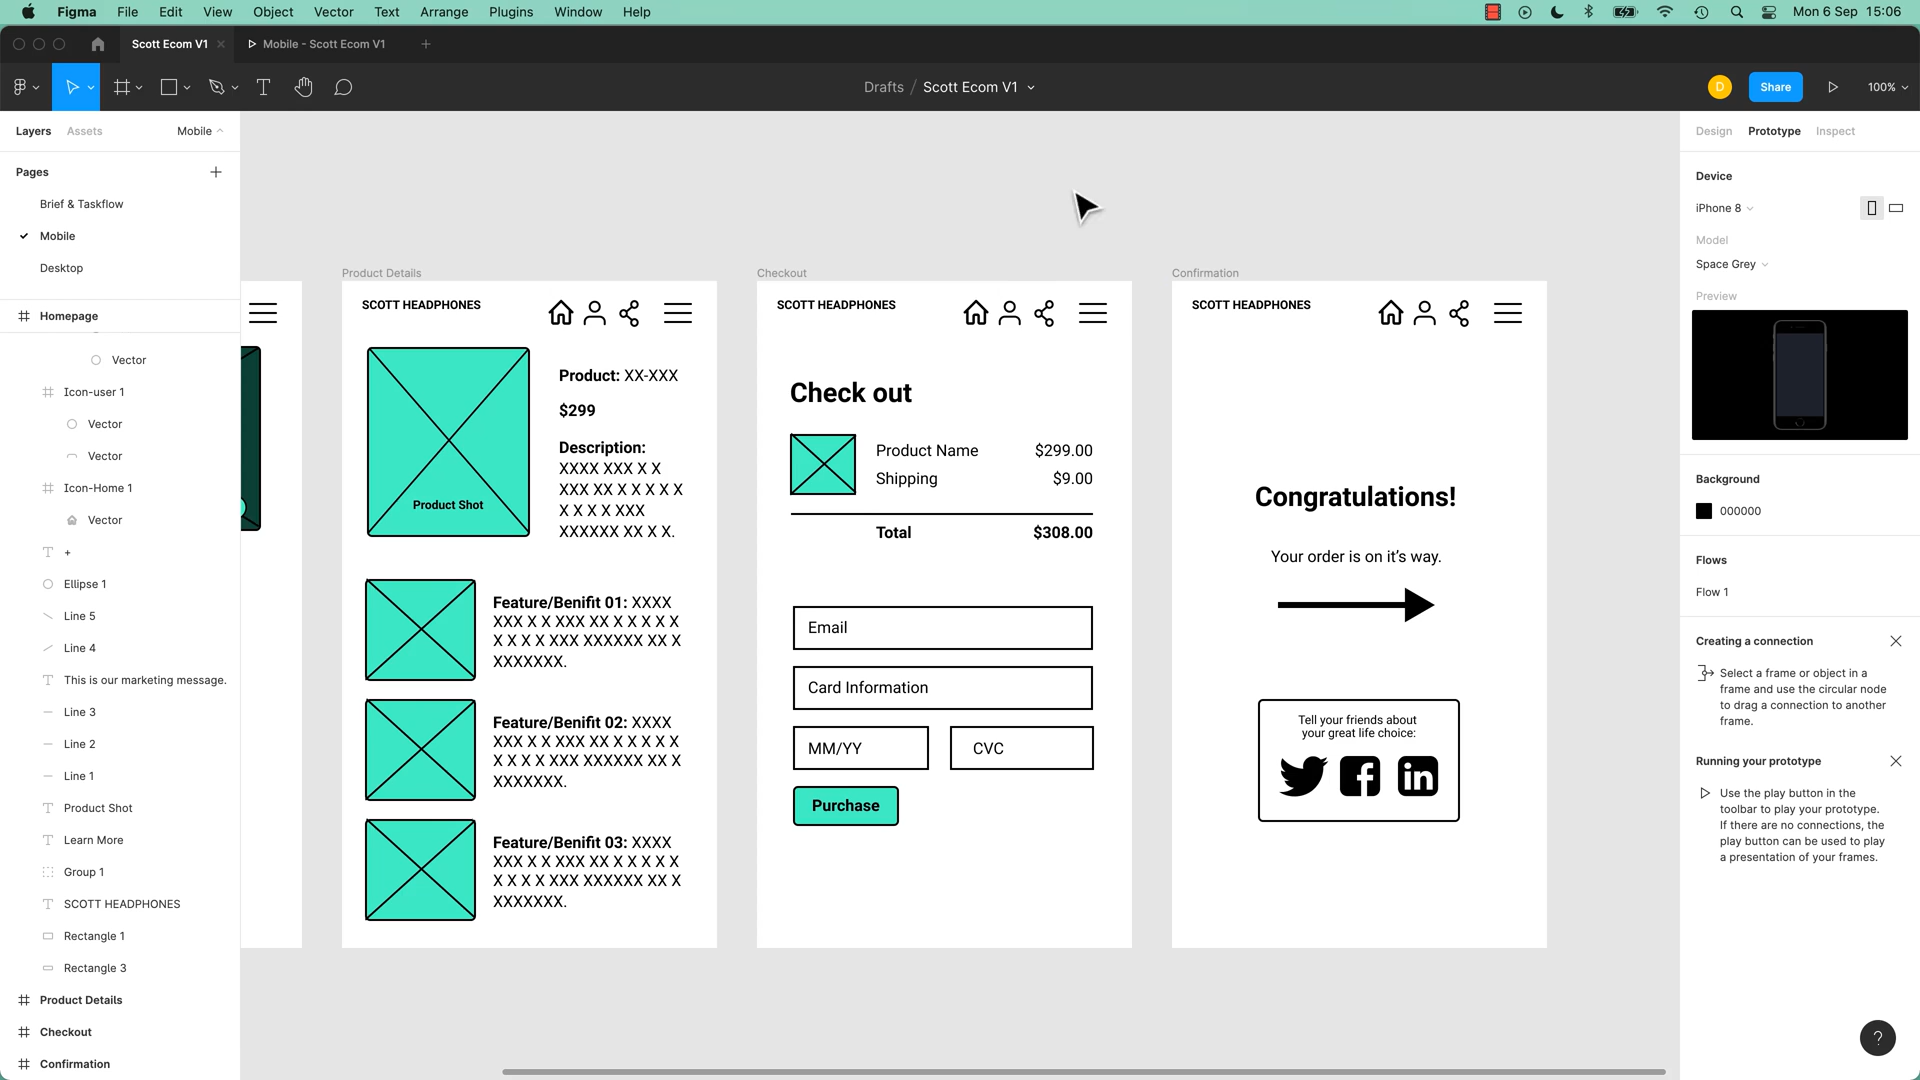 Figma File Edit View Object Vector Text Arrange Plugins Window Help Mon 6 Sep 15:06
Scott Ecom V1 Mobile - Scott Ecom V1
Drafts / Scott Ecom V1
D Share 100%
Layers Assets Mobile
Pages
Brief & Taskflow
Mobile
Desktop
Homepage
Vector
Icon-user 1
Vector
Vector
Icon-Home 1
Vector
+
Ellipse 1
Line 5
Line 4
This is our marketing message.
Line 3
Line 2
Line 1
Product Shot
Learn More
Group 1
SCOTT HEADPHONES
Rectangle 1
Rectangle 3
Product Details
Checkout
Confirmation
Product Details
SCOTT HEADPHONES
Product Shot
Product: XX-XXX
$299
Description:
XXXX XXX X X
XXX XX X X X X X
X X X X XXX
XXXXXX XX X X.
Feature/Benifit 01: XXXX
XXX X X XXX XX X X X X X
X X X X XXX XXXXXX XX X
XXXXXXX.
Feature/Benifit 02: XXXX
XXX X X XXX XX X X X X X
X X X X XXX XXXXXX XX X
XXXXXXX.
Feature/Benifit 03: XXXX
XXX X X XXX XX X X X X X
X X X X XXX XXXXXX XX X
XXXXXXX.
Checkout
SCOTT HEADPHONES
Check out
Product Name $299.00
Shipping $9.00
Total $308.00
Email
Card Information
MM/YY CVC
Purchase
Confirmation
SCOTT HEADPHONES
Congratulations!
Your order is on it's way.
Tell your friends about
your great life choice:
Design Prototype Inspect
Device
iPhone 8
Model
Space Grey
Preview
Background
000000
Flows
Flow 1
Creating a connection
Select a frame or object in a
frame and use the circular node
to drag a connection to another
frame.
Running your prototype
Use the play button in the
toolbar to play your prototype.
If there are no connections, the
play button can be used to play
a presentation of your frames.
?